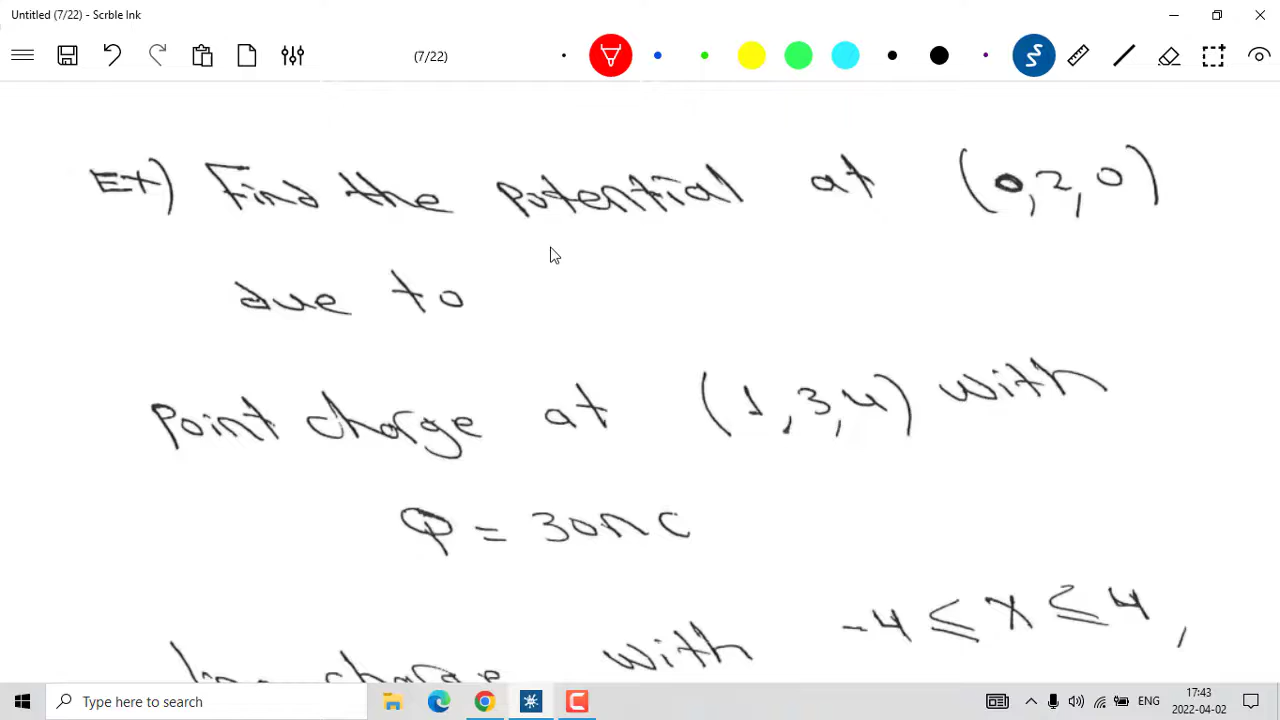 Untitled (7/22) - Scrble Ink
(7/22)
EX) Find the potential at (0,2,0)
due to
point charge at (1,3,4) with
Q = 30nC
line charge with -4 ≤ x ≤ 4,
Type here to search
ENG
17:43
2022-04-02